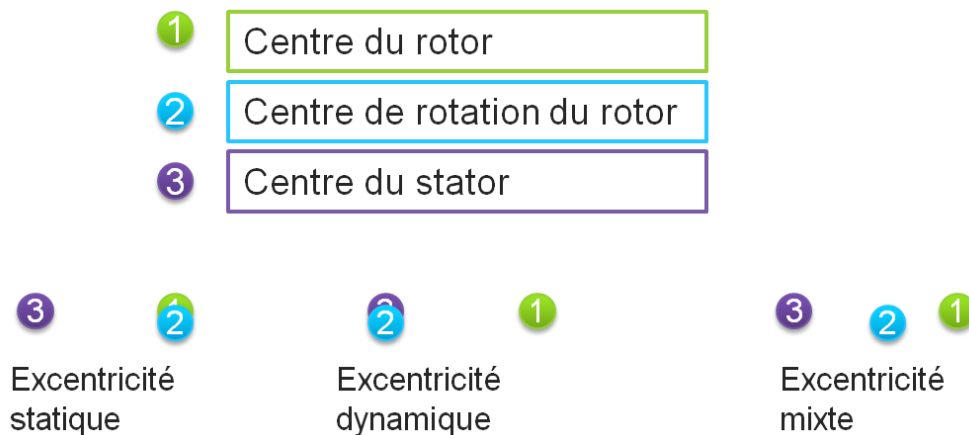 1 Centre du rotor
2 Centre de rotation du rotor
3 Centre du stator
3 1 2 3 2 1 3 2 1
Excentricité Excentricité Excentricité
statique dynamique mixte